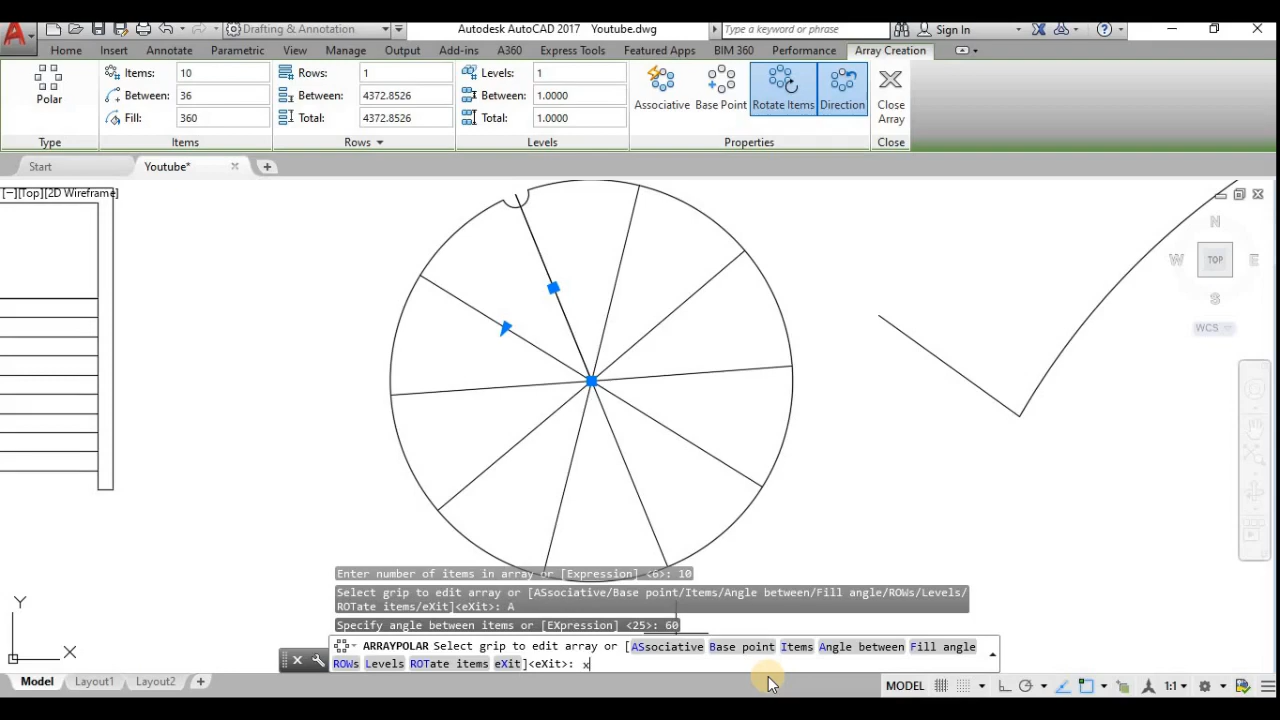 Drafting & Annotation
Autodesk AutoCAD 2017 Youtube.dwg
Type a keyword or phrase
Sign In
Home Insert Annotate Parametric View Manage Output Add-ins A360 Express Tools Featured Apps BIM 360 Performance Array Creation
Polar
Items: 10
Between: 36
Fill: 360
Rows: 1
Between: 4372.8526
Total: 4372.8526
Levels: 1
Between: 1.0000
Total: 1.0000
Associative Base Point Rotate Items Direction
Close Array
Type Items Rows Levels Properties Close
Start Youtube*
[−][Top][2D Wireframe]
N
W TOP E
S
WCS
Enter number of items in array or [Expression] <6>: 10
Select grip to edit array or [ASsociative/Base point/Items/Angle between/Fill angle/ROWs/Levels/
ROTate items/eXit]<eXit>: A
Specify angle between items or [EXpression] <25>: 60
ARRAYPOLAR Select grip to edit array or [ASsociative Base point Items Angle between Fill angle
ROWs Levels ROTate items eXit]<eXit>: x
Y
X
Model Layout1 Layout2 +
MODEL 1:1